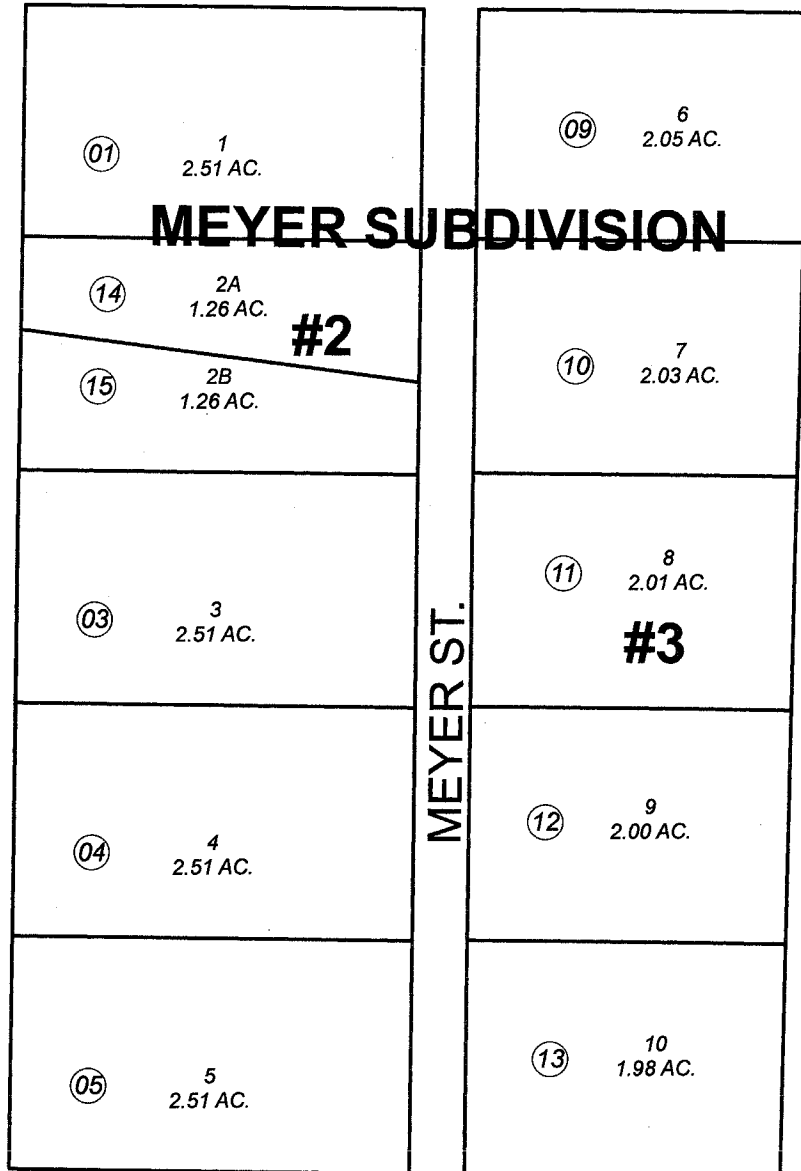 01
1
2.51 AC.
09
6
2.05 AC.
MEYER SUBDIVISION
14
2A
1.26 AC.
#2
15
2B
1.26 AC.
10
7
2.03 AC.
03
3
2.51 AC.
11
8
2.01 AC.
#3
MEYER ST.
04
4
2.51 AC.
12
9
2.00 AC.
05
5
2.51 AC.
13
10
1.98 AC.